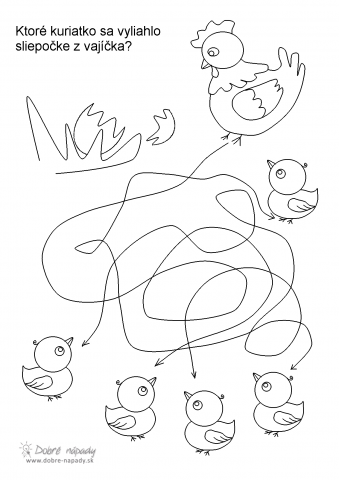 Ktoré kuriatko sa vyliahlo
sliepočke z vajíčka?
Dobré nápady
www.dobre-napady.sk